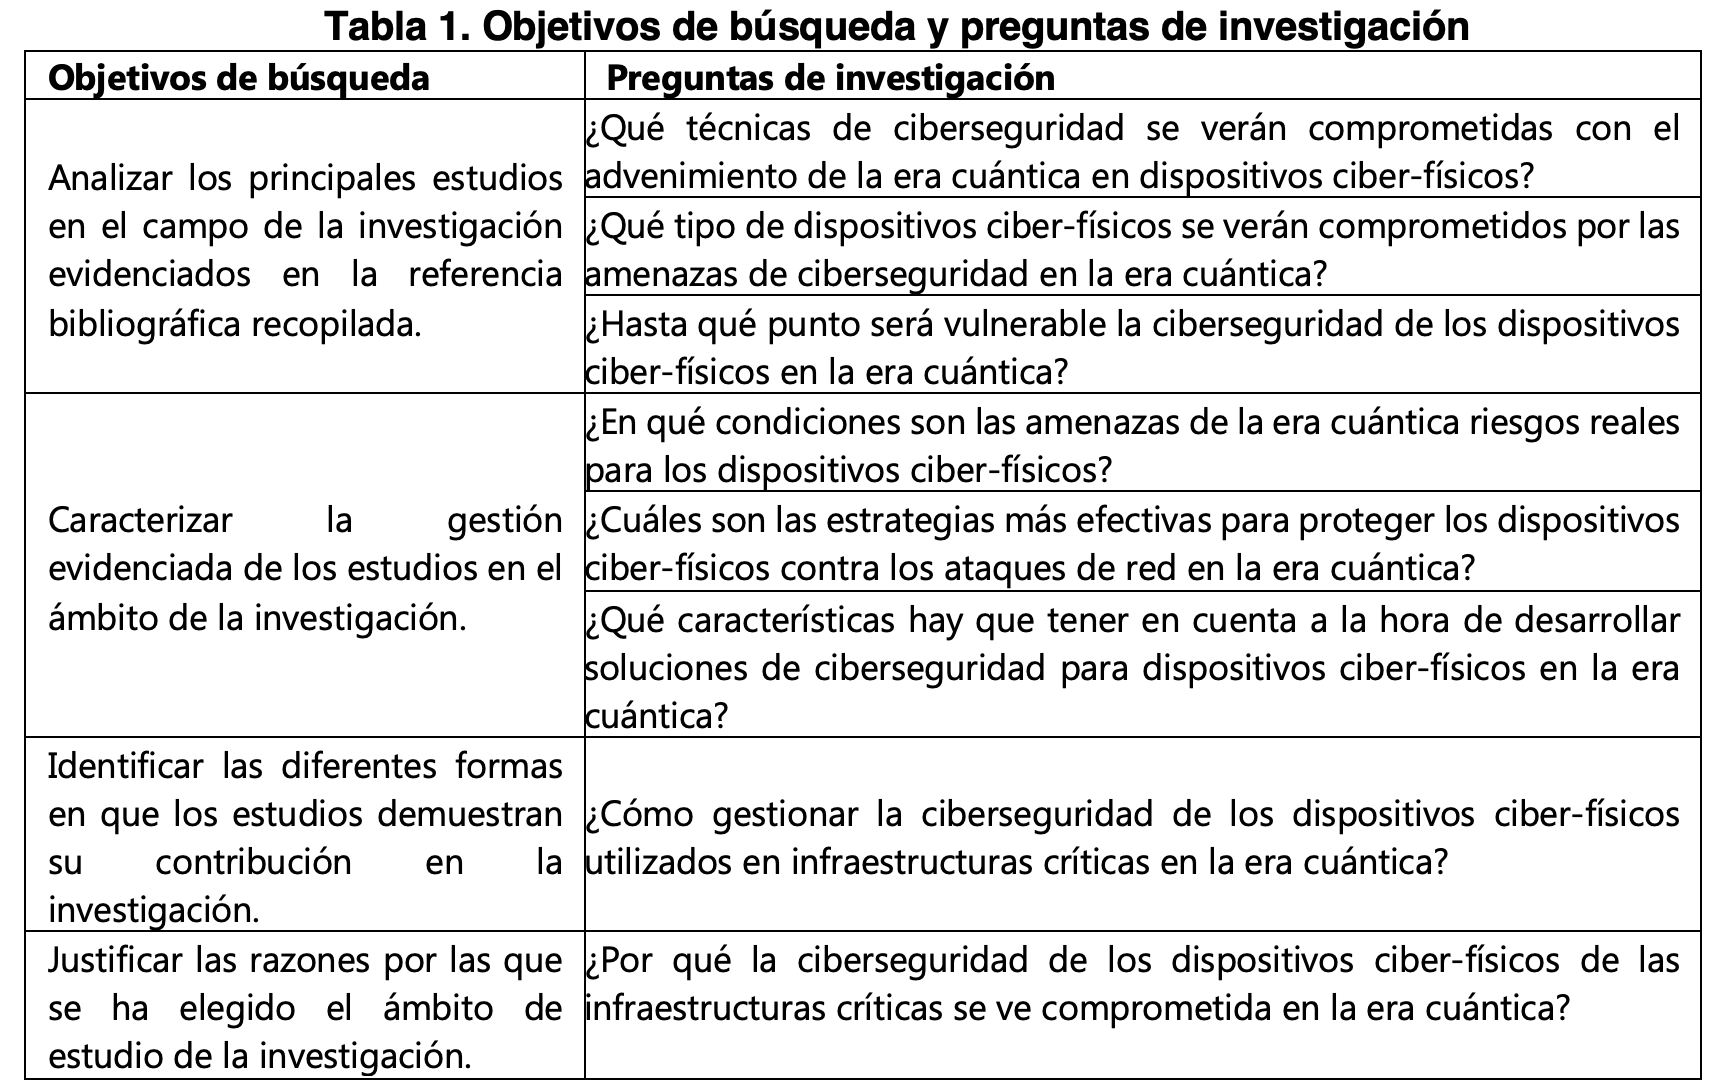 Tabla 1. Objetivos de búsqueda y preguntas de investigación
Objetivos de búsqueda
Preguntas de investigación
Analizar los principales estudios
en el campo de la investigación
evidenciados en la referencia
bibliográfica recopilada.
¿Qué técnicas de ciberseguridad se verán comprometidas con el
advenimiento de la era cuántica en dispositivos ciber-físicos?
¿Qué tipo de dispositivos ciber-físicos se verán comprometidos por las
amenazas de ciberseguridad en la era cuántica?
¿Hasta qué punto será vulnerable la ciberseguridad de los dispositivos
ciber-físicos en la era cuántica?
Caracterizar la gestión
evidenciada de los estudios en el
ámbito de la investigación.
¿En qué condiciones son las amenazas de la era cuántica riesgos reales
para los dispositivos ciber-físicos?
¿Cuáles son las estrategias más efectivas para proteger los dispositivos
ciber-físicos contra los ataques de red en la era cuántica?
¿Qué características hay que tener en cuenta a la hora de desarrollar
soluciones de ciberseguridad para dispositivos ciber-físicos en la era
cuántica?
Identificar las diferentes formas
en que los estudios demuestran
su contribución en la
investigación.
¿Cómo gestionar la ciberseguridad de los dispositivos ciber-físicos
utilizados en infraestructuras críticas en la era cuántica?
Justificar las razones por las que
se ha elegido el ámbito de
estudio de la investigación.
¿Por qué la ciberseguridad de los dispositivos ciber-físicos de las
infraestructuras críticas se ve comprometida en la era cuántica?